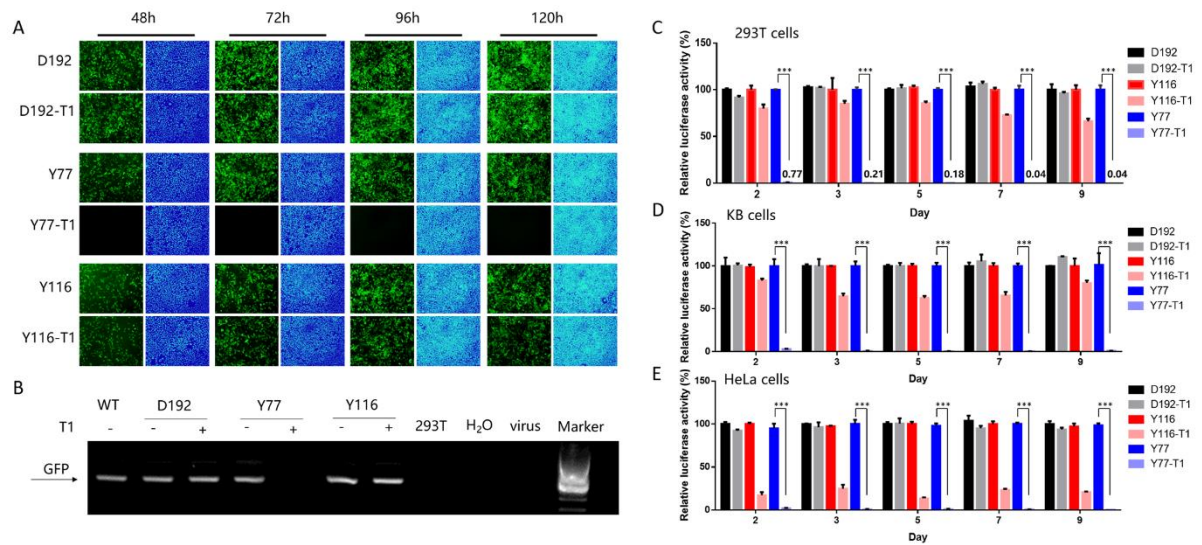 A
48h 72h 96h 120h
D192
D192-T1
Y77
Y77-T1
Y116
Y116-T1
B
WT D192 Y77 Y116
T1 - - + - + - + 293T H2O virus Marker
GFP
C
293T cells
Relative luciferase activity (%)
150
100
50
0
*** *** *** *** ***
0.77 0.21 0.18 0.04 0.04
2 3 5 7 9
Day
D192
D192-T1
Y116
Y116-T1
Y77
Y77-T1
D
KB cells
Relative luciferase activity (%)
150
100
50
0
*** *** *** *** ***
2 3 5 7 9
Day
D192
D192-T1
Y116
Y116-T1
Y77
Y77-T1
E
HeLa cells
Relative luciferase activity (%)
150
100
50
0
*** *** *** *** ***
2 3 5 7 9
Day
D192
D192-T1
Y116
Y116-T1
Y77
Y77-T1